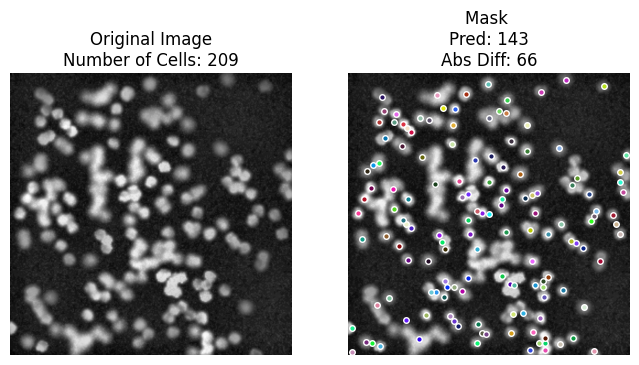 Original Image
Number of Cells: 209
Mask
Pred: 143
Abs Diff: 66